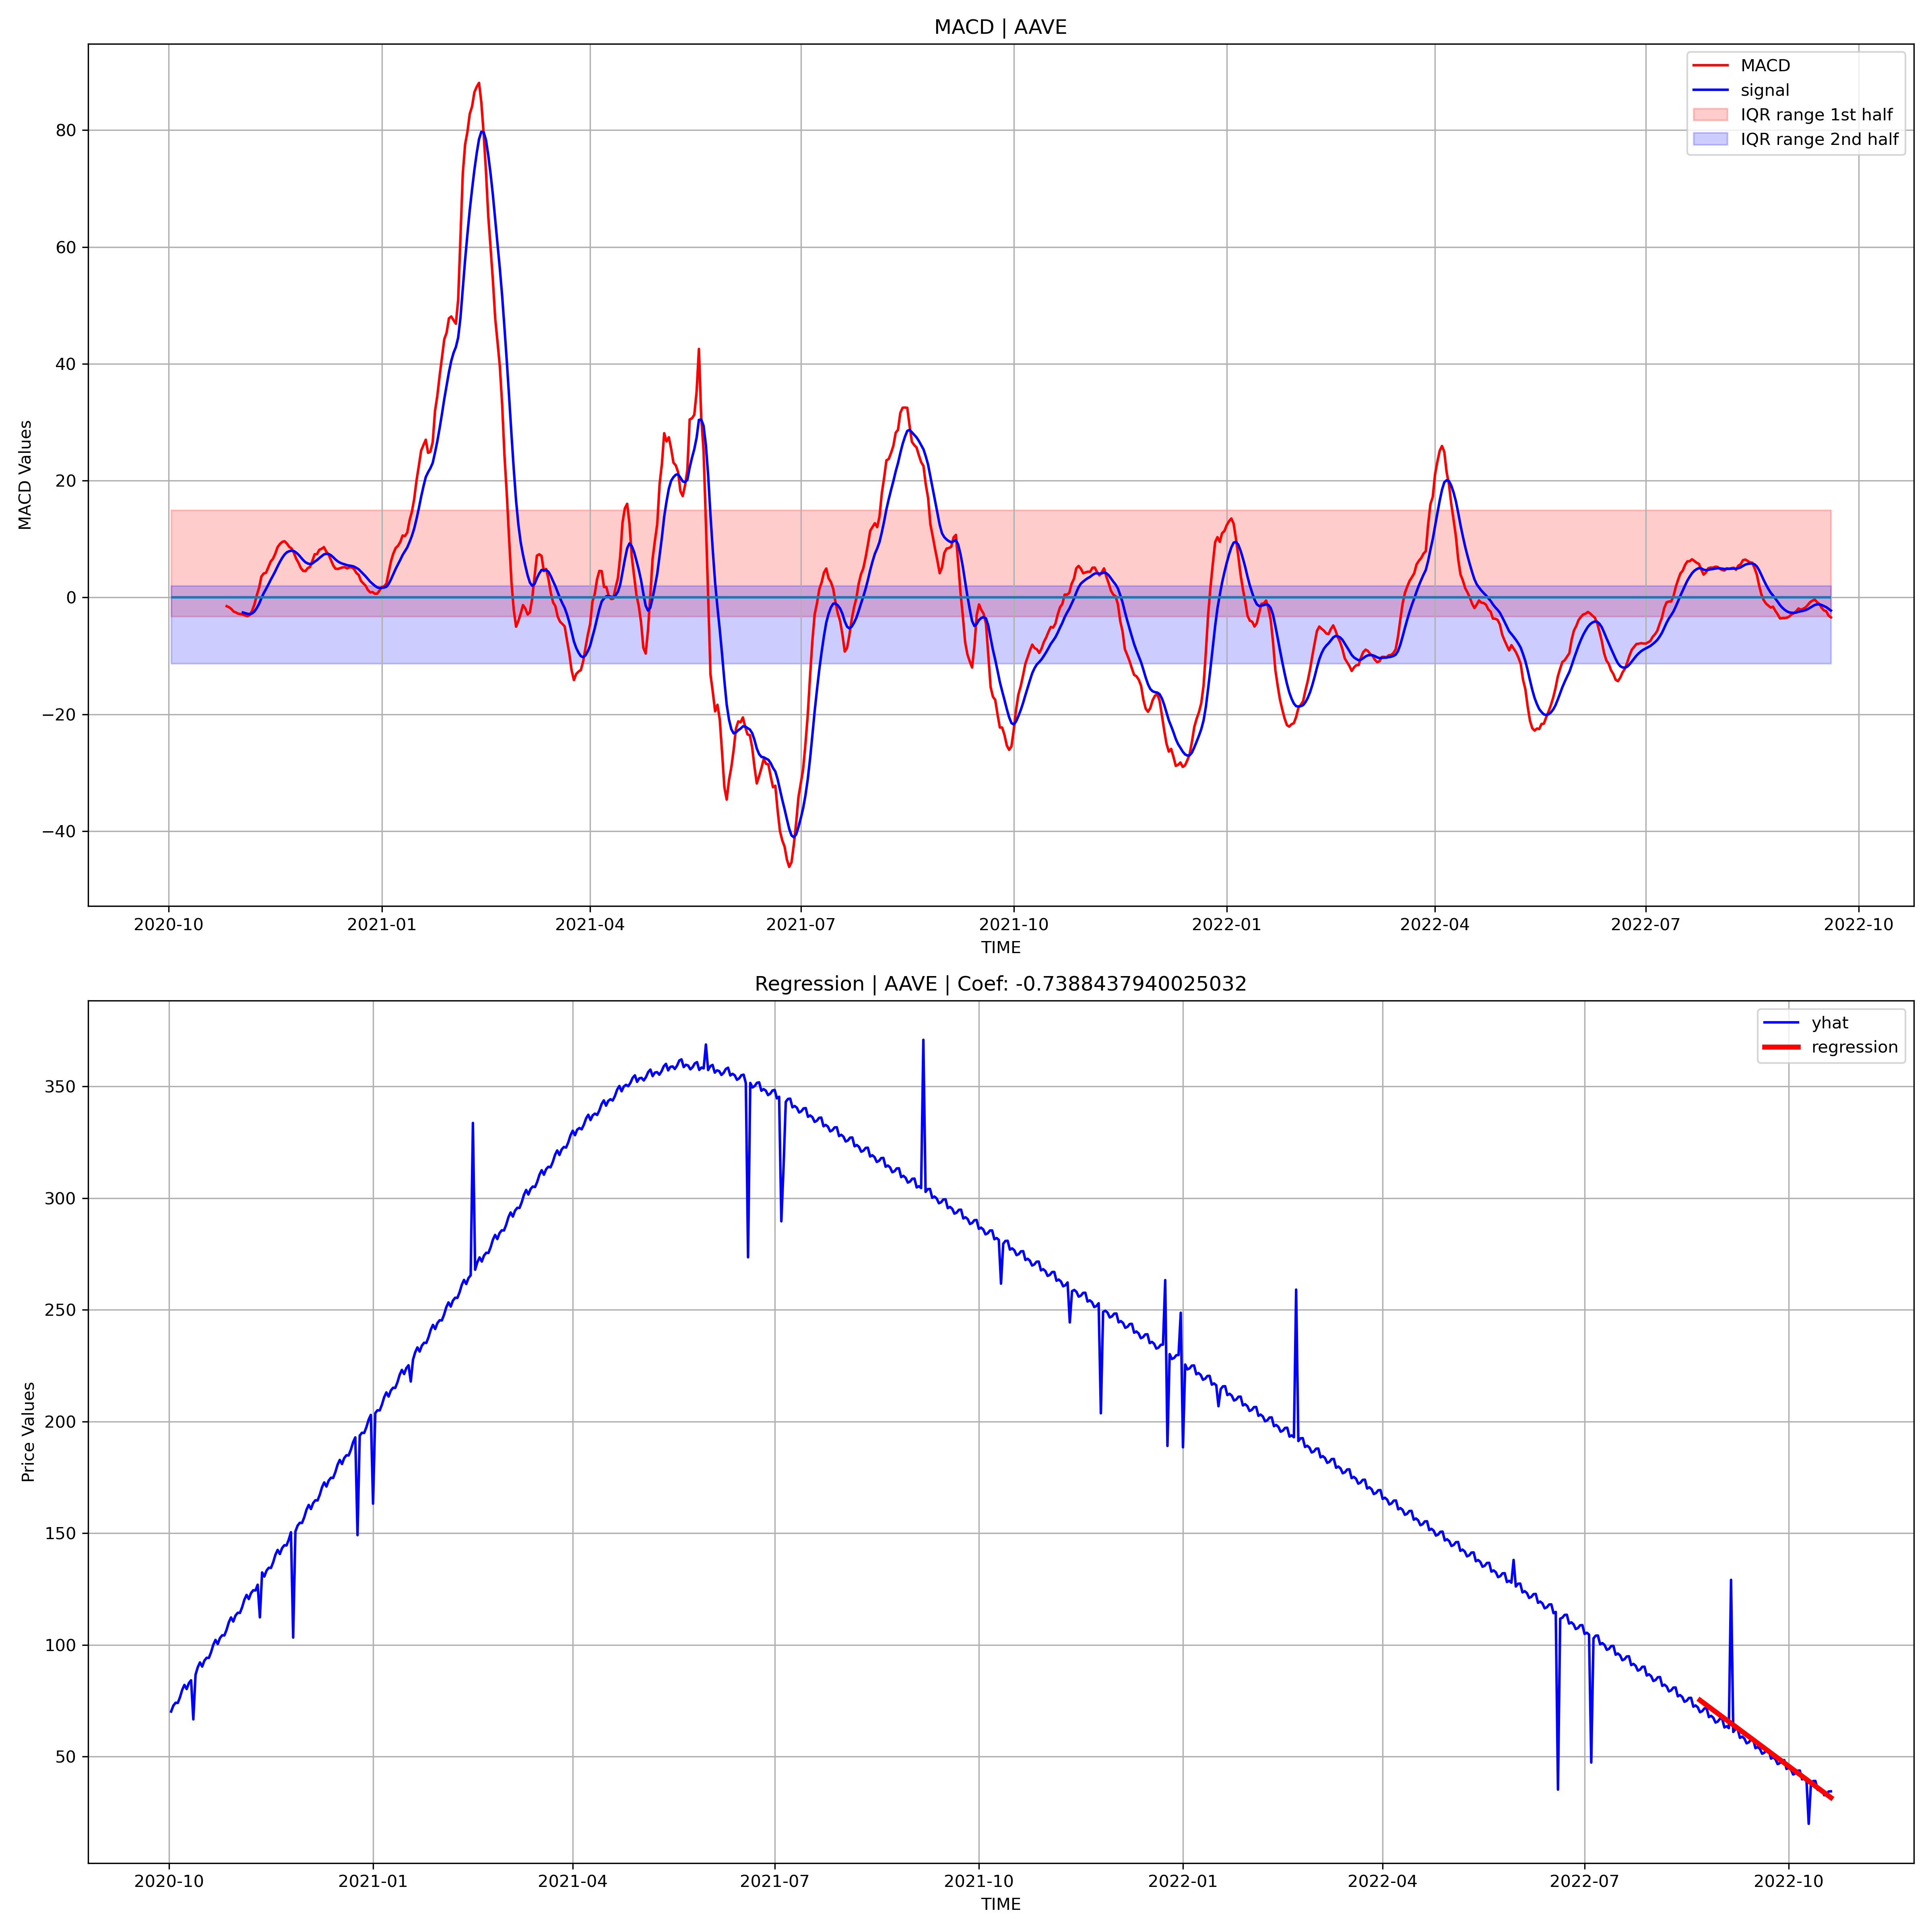 MACD | AAVE
MACD
signal
IQR range 1st half
IQR range 2nd half
MACD Values
80
60
40
20
0
−20
−40
2020-10 2021-01 2021-04 2021-07 2021-10 2022-01 2022-04 2022-07 2022-10
TIME
Regression | AAVE | Coef: -0.7388437940025032
yhat
regression
Price Values
350
300
250
200
150
100
50
2020-10 2021-01 2021-04 2021-07 2021-10 2022-01 2022-04 2022-07 2022-10
TIME